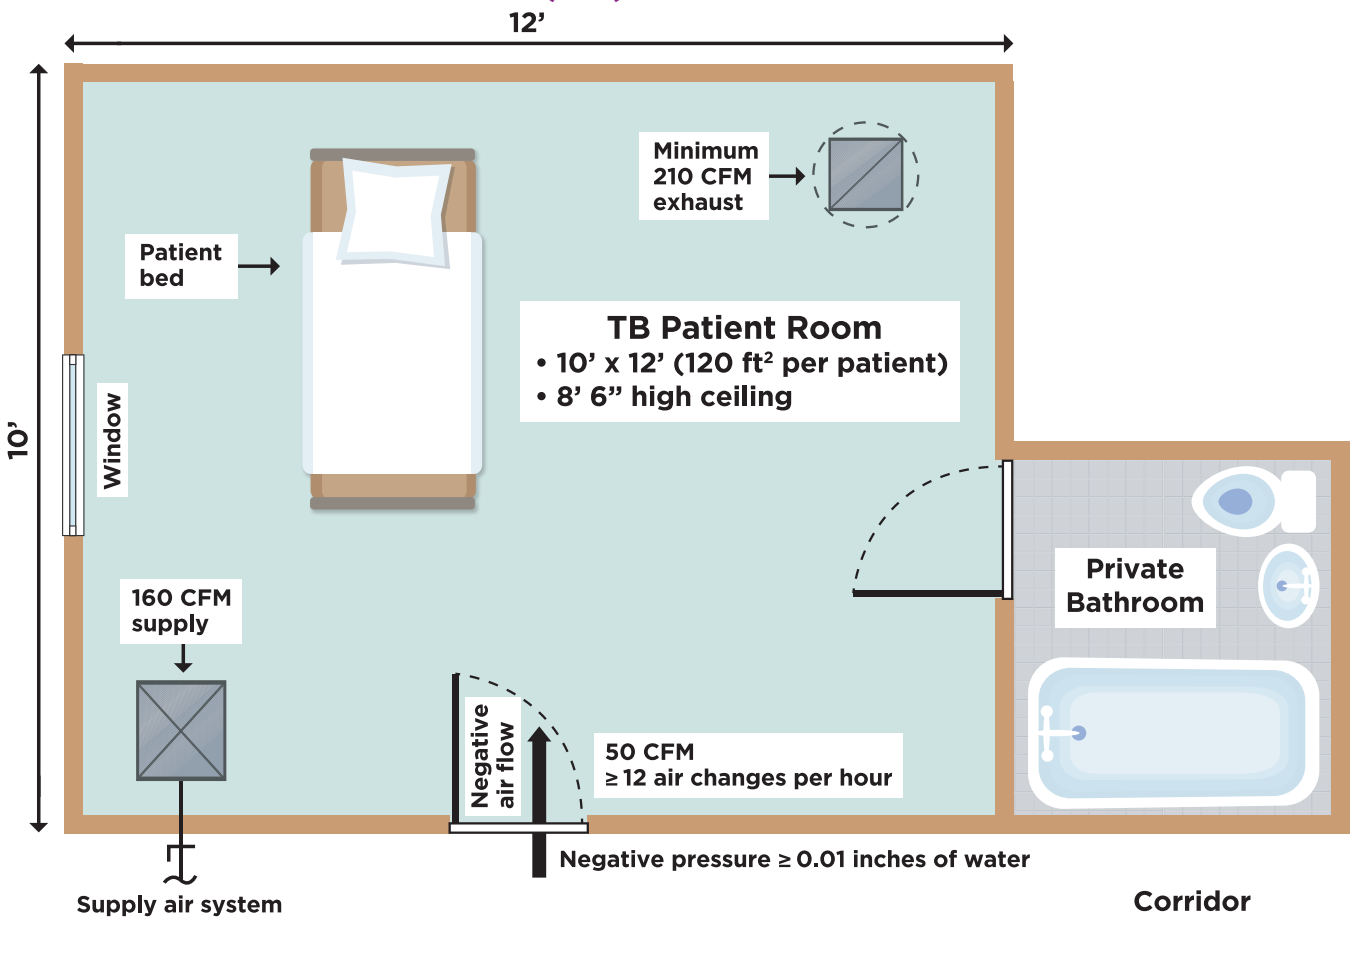 12’
Minimum
210 CFM
exhaust
Patient
bed
TB Patient Room
• 10’ x 12’ (120 ft² per patient)
• 8’ 6” high ceiling
10’
Window
Private
Bathroom
160 CFM
supply
Negative
air flow
50 CFM
≥ 12 air changes per hour
Negative pressure ≥ 0.01 inches of water
Supply air system
Corridor